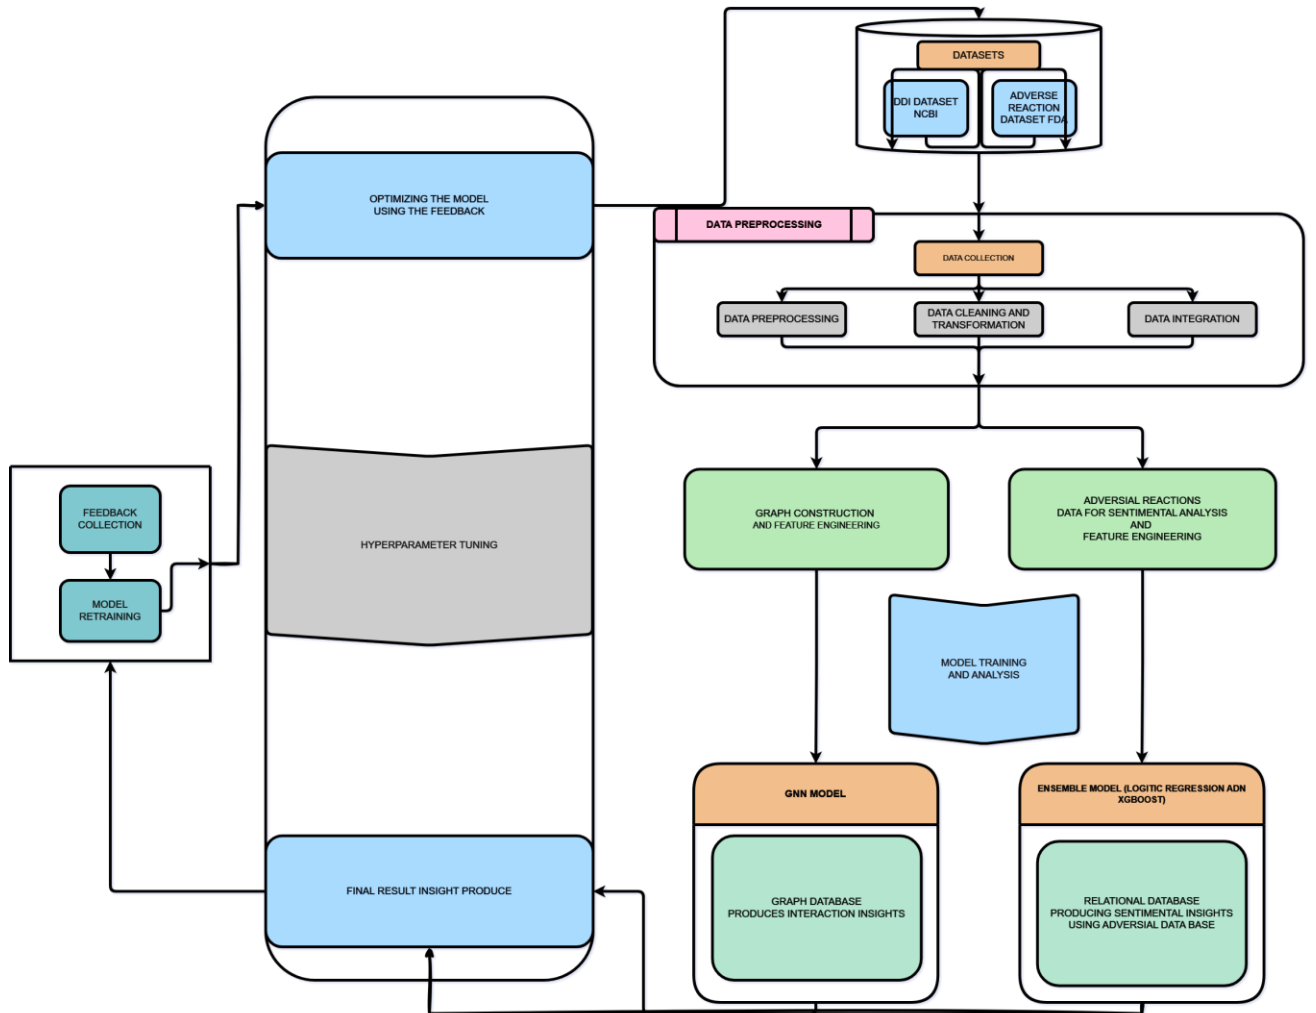 DATASETS
DDI DATASET
NCBI
ADVERSE
REACTION
DATASET FDA
OPTIMIZING THE MODEL
USING THE FEEDBACK
DATA PREPROCESSING
DATA COLLECTION
DATA PREPROCESSING
DATA CLEANING AND
TRANSFORMATION
DATA INTEGRATION
FEEDBACK
COLLECTION
MODEL
RETRAINING
HYPERPARAMETER TUNING
GRAPH CONSTRUCTION
AND FEATURE ENGINEERING
ADVERSIAL REACTIONS
DATA FOR SENTIMENTAL ANALYSIS
AND
FEATURE ENGINEERING
MODEL TRAINING
AND ANALYSIS
GNN MODEL
ENSEMBLE MODEL (LOGITIC REGRESSION ADN
XGBOOST)
FINAL RESULT INSIGHT PRODUCE
GRAPH DATABASE
PRODUCES INTERACTION INSIGHTS
RELATIONAL DATABASE
PRODUCING SENTIMENTAL INSIGHTS
USING ADVERSIAL DATA BASE